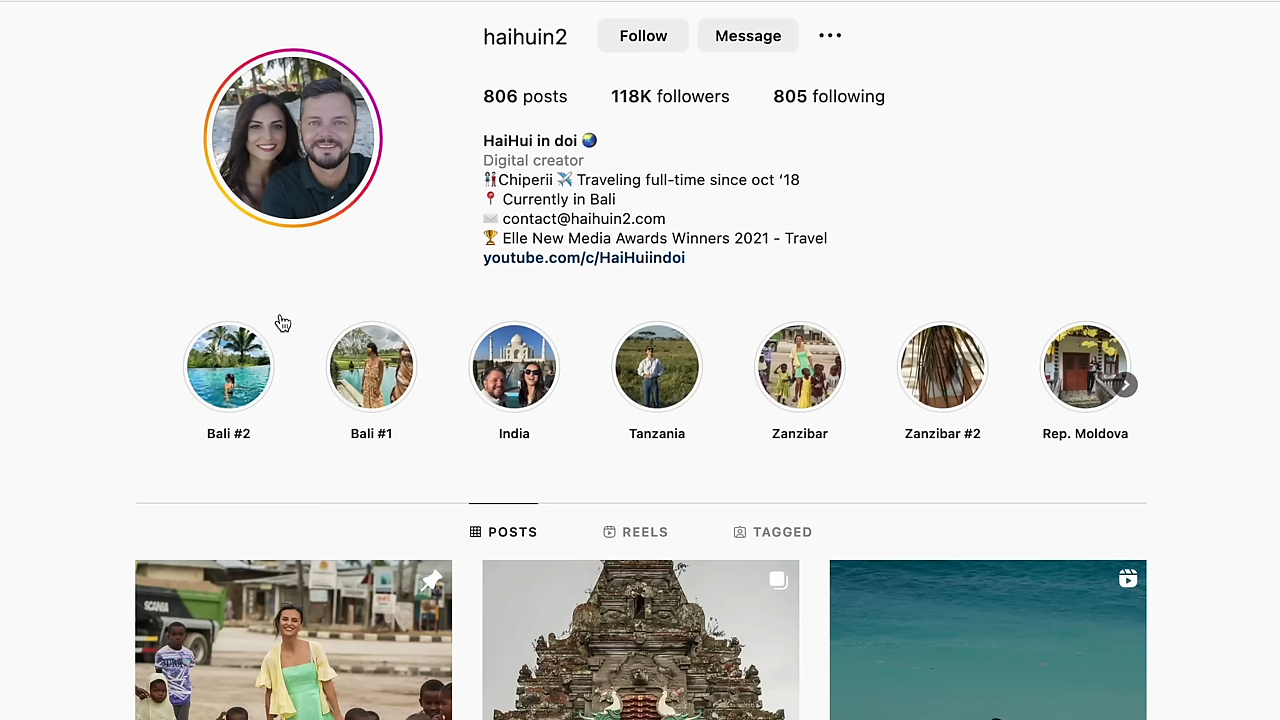 haihuin2 Follow Message
806 posts 118K followers 805 following
HaiHui in doi 🌏
Digital creator
👫Chiperii ✈️ Traveling full-time since oct ‘18
📍 Currently in Bali
✉️ contact@haihuin2.com
🏆 Elle New Media Awards Winners 2021 - Travel
youtube.com/c/HaiHuiindoi
Bali #2 Bali #1 India Tanzania Zanzibar Zanzibar #2 Rep. Moldova
POSTS REELS TAGGED
SCANIA